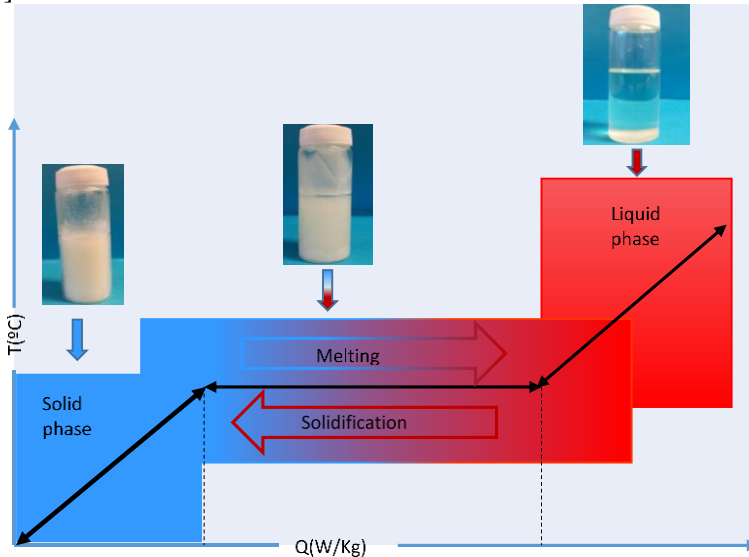 ]
Liquid
phase
T(ºC)
Melting
Solid
phase
Solidification
Q(W/Kg)